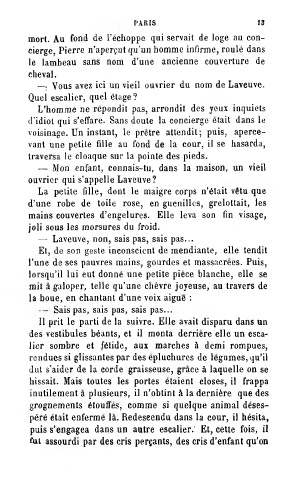 PARIS 13
mort. Au fond de l'échoppe qui servait de loge au con-
cierge, Pierre n'aperçut qu'un homme infirme, roulé dans
le lambeau sans nom d'une ancienne couverture de
cheval.
— Vous avez ici un vieil ouvrier du nom de Laveuve.
Quel escalier, quel étage?
L'homme ne répondit pas, arrondit des yeux inquiets
d'idiot qui s'effare. Sans doute la concierge était dans le
voisinage. Un instant, le prêtre attendit; puis, aperce-
vant une petite fille au fond de la cour, il se hasarda,
traversa le cloaque sur la pointe des pieds.
— Mon enfant, connais-tu, dans la maison, un vieil
ouvrier qui s'appelle Laveuve?
La petite fille, dont le maigre corps n'était vêtu que
d'une robe de toile rose, en guenilles, grelottait, les
mains couvertes d'engelures. Elle leva son fin visage,
joli sous les morsures du froid.
— Laveuve, non, sais pas, sais pas...
Et, de son geste inconscient de mendiante, elle tendit
l'une de ses pauvres mains, gourdes et massacrées. Puis,
lorsqu'il lui eut donné une petite pièce blanche, elle se
mit à galoper, telle qu'une chèvre joyeuse, au travers de
la boue, en chantant d'une voix aiguë :
— Sais pas, sais pas, sais pas...
Il prit le parti de la suivre. Elle avait disparu dans un
des vestibules béants, et il monta derrière elle un esca-
lier sombre et fétide, aux marches à demi rompues,
rendues si glissantes par des épluchures de légumes, qu'il
dut s'aider de la corde graisseuse, grâce à laquelle on se
hissait. Mais toutes les portes étaient closes, il frappa
inutilement à plusieurs, il n'obtint à la dernière que des
grognements étouffés, comme si quelque animal déses-
péré était enfermé là. Redescendu dans la cour, il hésita,
puis s'engagea dans un autre escalier. Et, cette fois, il
fut assourdi par des cris perçants, des cris d'enfant qu'on